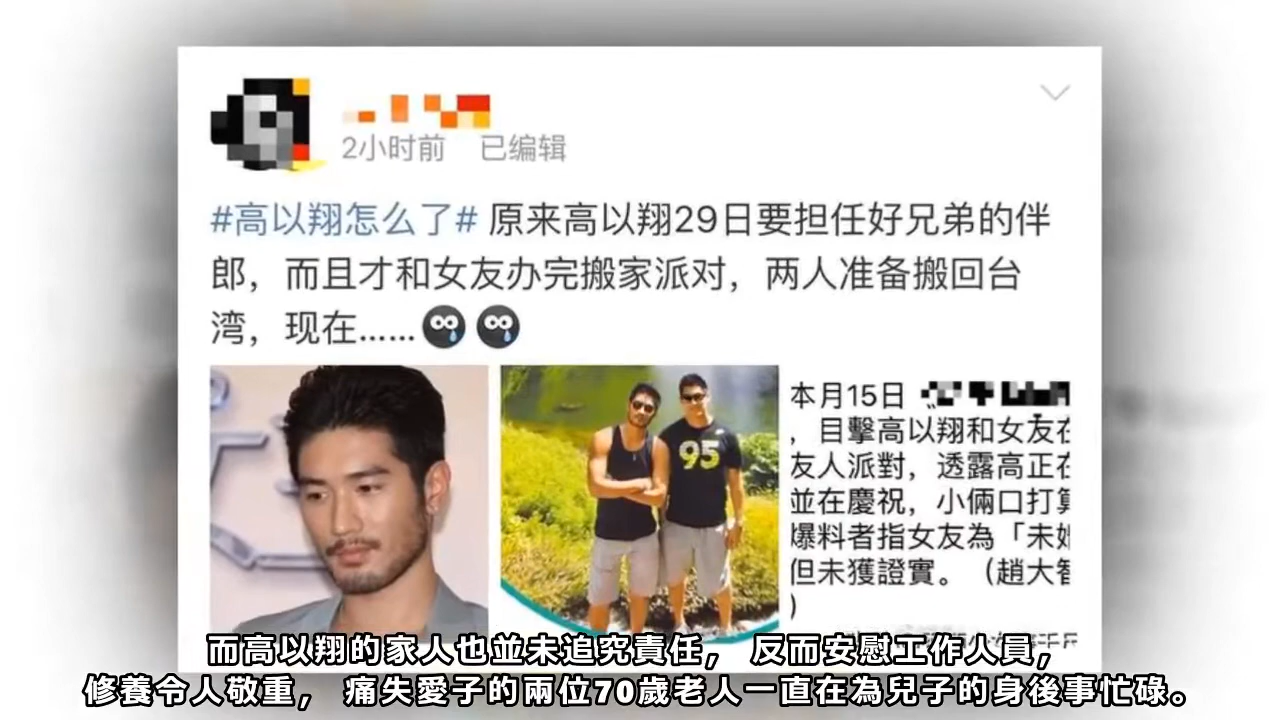 2小时前 已编辑
#高以翔怎么了# 原来高以翔29日要担任好兄弟的伴
郎，而且才和女友办完搬家派对，两人准备搬回台
湾，现在……
95
本月15日
，目擊高以翔和女友在
友人派對，透露高正在
並在慶祝，小倆口打算
爆料者指女友為「未婚
但未獲證實。（趙大智
）
而高以翔的家人也並未追究責任， 反而安慰工作人員，
修養令人敬重， 痛失愛子的兩位70歲老人一直在為兒子的身後事忙碌。